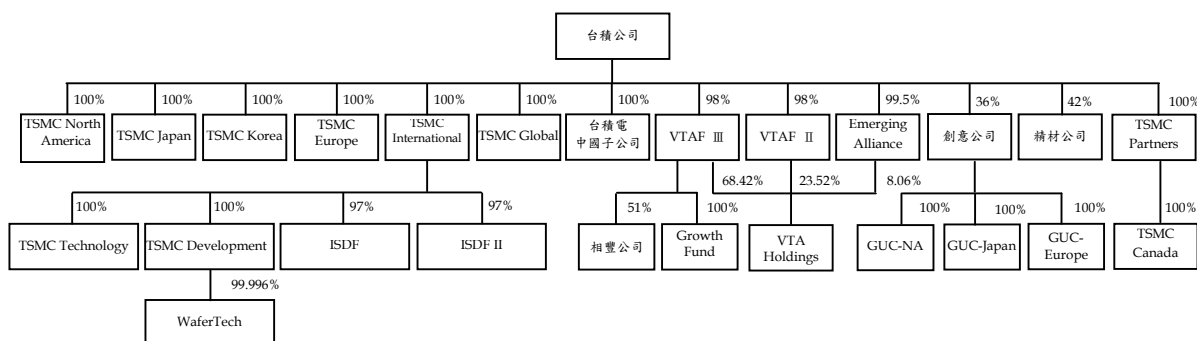 台積公司
100%
100%
100%
100%
100%
100%
100%
98%
98%
99.5%
36%
42%
100%
TSMC North
America
TSMC Japan
TSMC Korea
TSMC
Europe
TSMC
International
TSMC Global
台積電
中國子公司
VTAF Ⅲ
VTAF Ⅱ
Emerging
Alliance
創意公司
精材公司
TSMC
Partners
68.42%
23.52%
8.06%
100%
100%
97%
97%
51%
100%
100%
100%
100%
100%
TSMC Technology
TSMC Development
ISDF
ISDF II
相豐公司
Growth
Fund
VTA
Holdings
GUC-NA
GUC-Japan
GUC-
Europe
TSMC
Canada
99.996%
WaferTech